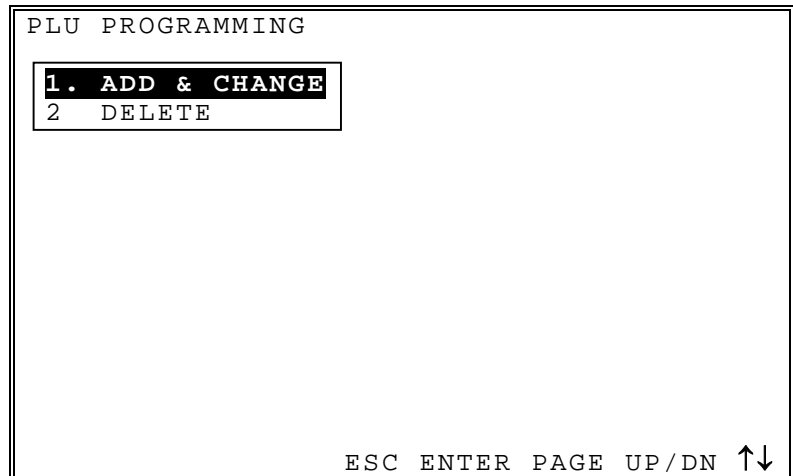 PLU PROGRAMMING
1. ADD & CHANGE
2 DELETE
ESC ENTER PAGE UP/DN ↑↓